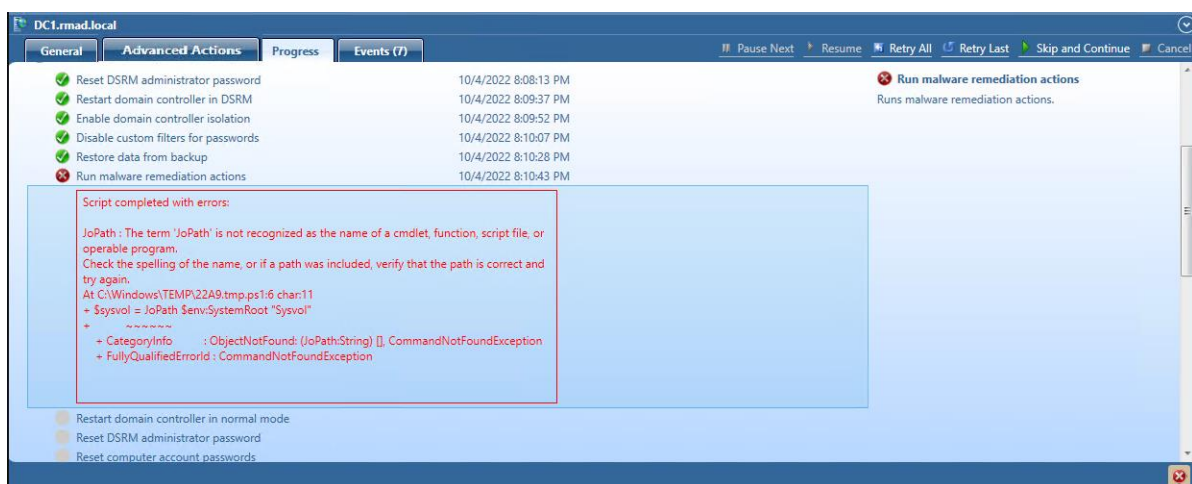 DC1.rmad.local
General Advanced Actions Progress Events (7) Pause Next Resume Retry All Retry Last Skip and Continue Cancel
Reset DSRM administrator password 10/4/2022 8:08:13 PM Run malware remediation actions
Restart domain controller in DSRM 10/4/2022 8:09:37 PM Runs malware remediation actions.
Enable domain controller isolation 10/4/2022 8:09:52 PM
Disable custom filters for passwords 10/4/2022 8:10:07 PM
Restore data from backup 10/4/2022 8:10:28 PM
Run malware remediation actions 10/4/2022 8:10:43 PM
Script completed with errors:
JoPath : The term 'JoPath' is not recognized as the name of a cmdlet, function, script file, or
operable program.
Check the spelling of the name, or if a path was included, verify that the path is correct and
try again.
At C:\Windows\TEMP\22A9.tmp.ps1:6 char:11
+ $sysvol = JoPath $env:SystemRoot "Sysvol"
+ ~~~~~~
+ CategoryInfo : ObjectNotFound: (JoPath:String) [], CommandNotFoundException
+ FullyQualifiedErrorId : CommandNotFoundException
Restart domain controller in normal mode
Reset DSRM administrator password
Reset computer account passwords